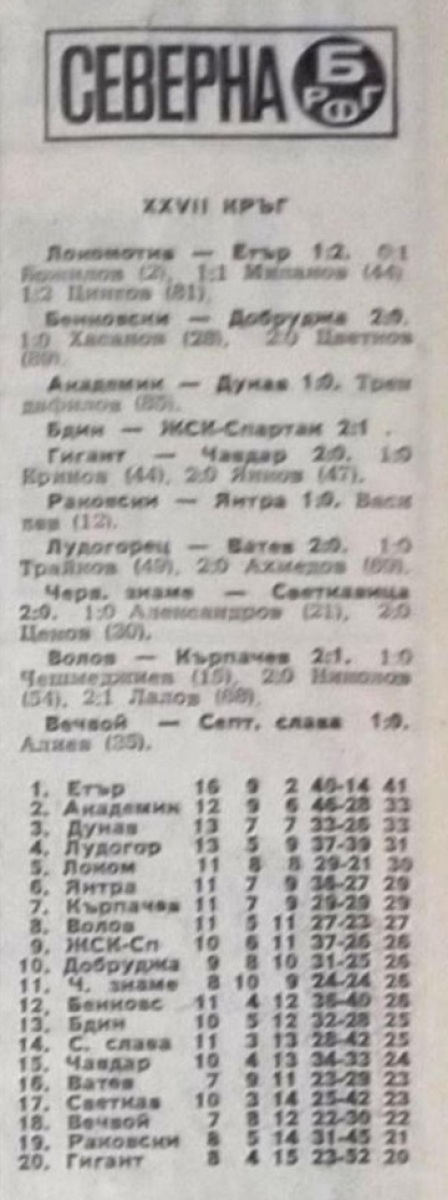 СЕВЕРНА Б РФГ
XXVII КРЪГ
Локомотив — Етър 1:2. 0:1
Божилов (2), 1:1 Миланов (44)
1:2 Цингов (81).
Бенковски — Добруджа 2:0.
1:0 Хасанов (28), 2:0 Цветков
(89).
Академик — Дунав 1:0. Трен
дафилов (85).
Бдин — ЖСК-Спартак 2:1 .
Гигант — Чавдар 2:0. 1:0
Кринов (44), 2:0 Янков (47).
Раковски — Янтра 1:0. Васи
лев (12).
Лудогорец — Ватев 2:0. 1:0
Трайков (49), 2:0 Ахмедов (60).
Черв. знаме — Светкавица
2:0. 1:0 Александров (21), 2:0
Ценов (30).
Волов — Кърпачев 2:1. 1:0
Чешмеджиев (15), 2:0 Николов
(54), 2:1 Лалов (68).
Вечвой — Септ. слава 1:0.
Алиев (35).
1. Етър 16 9 2 40-14 41
2. Академик 12 9 6 46-28 33
3. Дунав 13 7 7 33-26 33
4. Лудогор 13 5 9 37-39 31
5. Локом 11 8 8 29-21 30
6. Янтра 11 7 9 36-27 29
7. Кърпачев 11 7 9 29-29 29
8. Волов 11 5 11 27-23 27
9. ЖСК-Сп 10 6 11 37-26 26
10. Добруджа 9 8 10 31-25 26
11. Ч. знаме 8 10 9 24-24 26
12. Бенковс 11 4 12 36-40 26
13. Бдин 10 5 12 32-28 25
14. С. слава 11 3 13 28-42 25
15. Чавдар 10 4 13 34-33 24
16. Ватев 7 9 11 23-29 23
17. Светкав 10 3 14 25-42 23
18. Вечвой 7 8 12 22-30 22
19. Раковски 8 5 14 31-45 21
20. Гигант 8 4 15 23-52 20